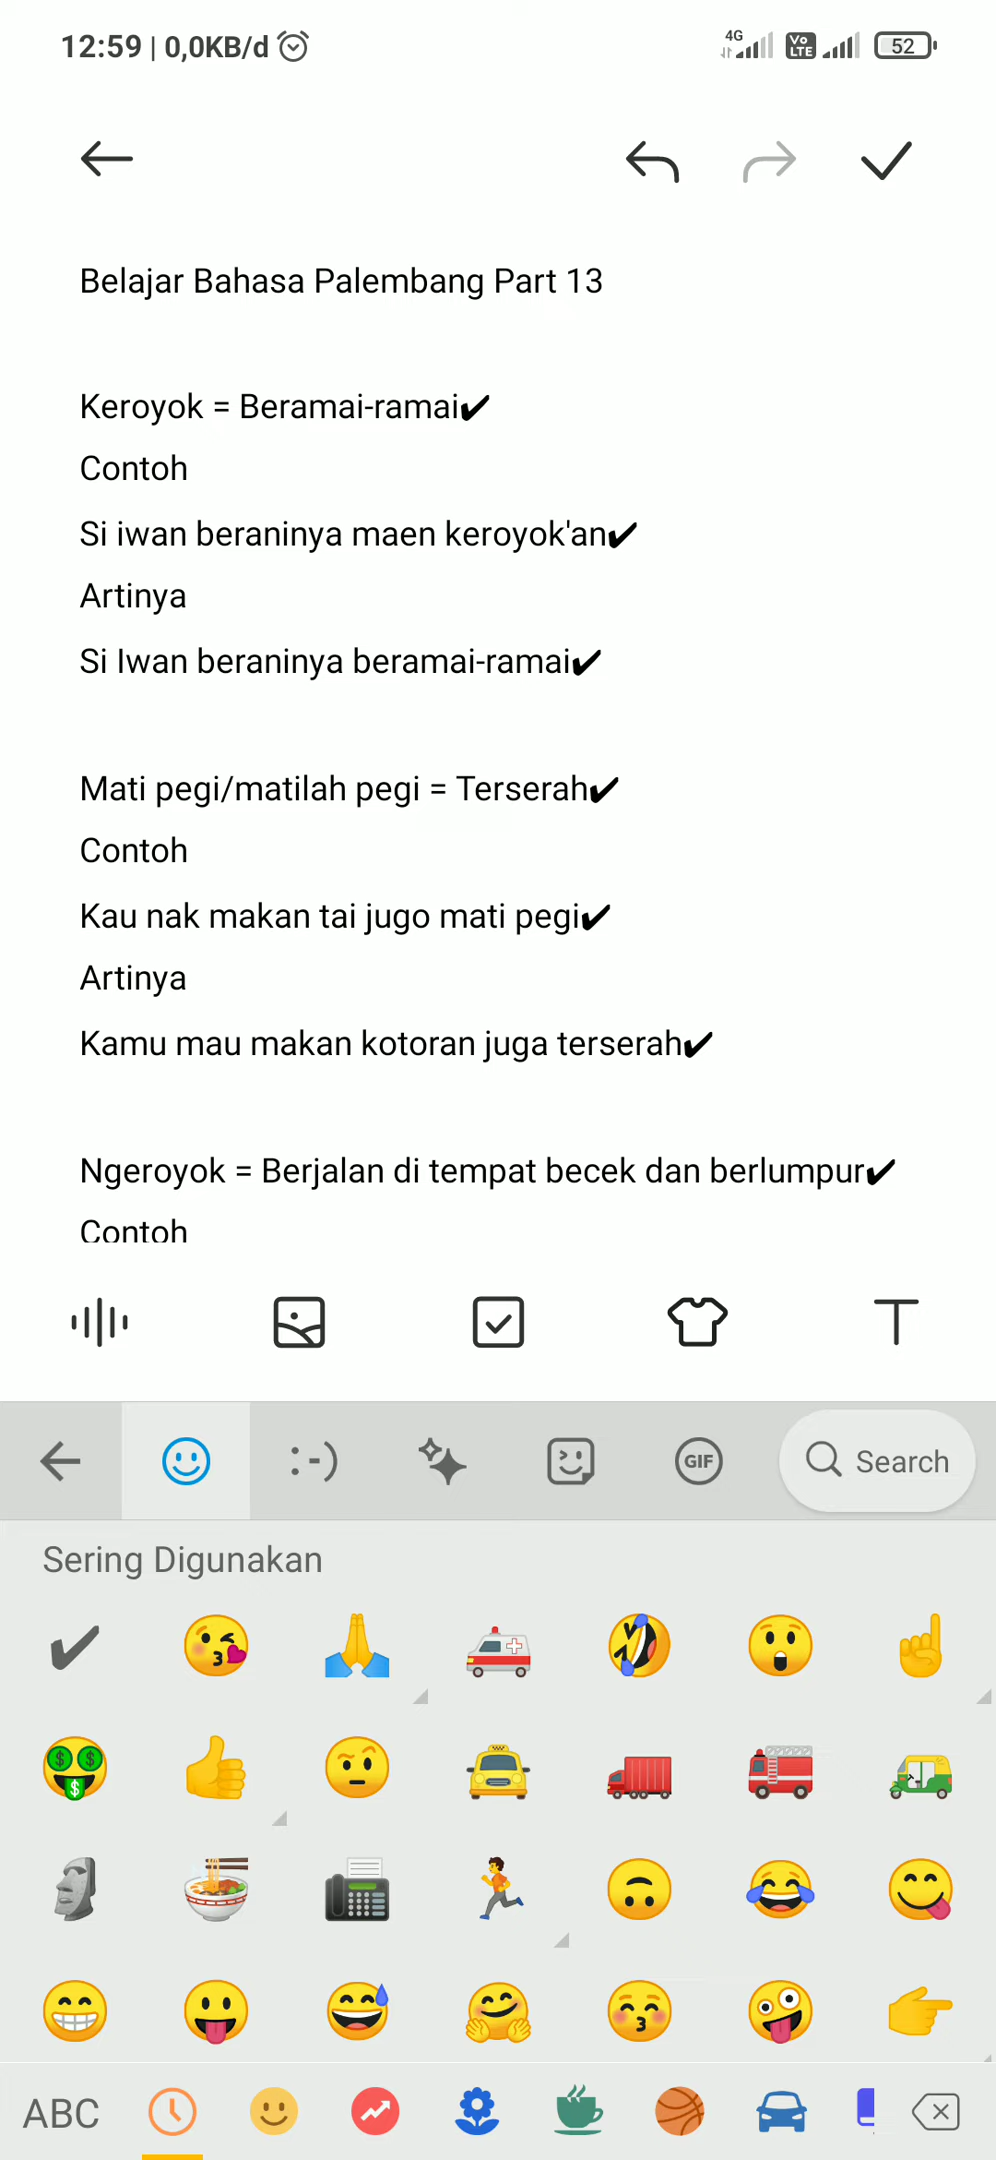 12:59 | 0,0KB/d 4G Vo LTE 52
Belajar Bahasa Palembang Part 13
Keroyok = Beramai-ramai✔
Contoh
Si iwan beraninya maen keroyok'an✔
Artinya
Si Iwan beraninya beramai-ramai✔
Mati pegi/matilah pegi = Terserah✔
Contoh
Kau nak makan tai jugo mati pegi✔
Artinya
Kamu mau makan kotoran juga terserah✔
Ngeroyok = Berjalan di tempat becek dan berlumpur✔
Contoh
T
:-) GIF Search
Sering Digunakan
ABC